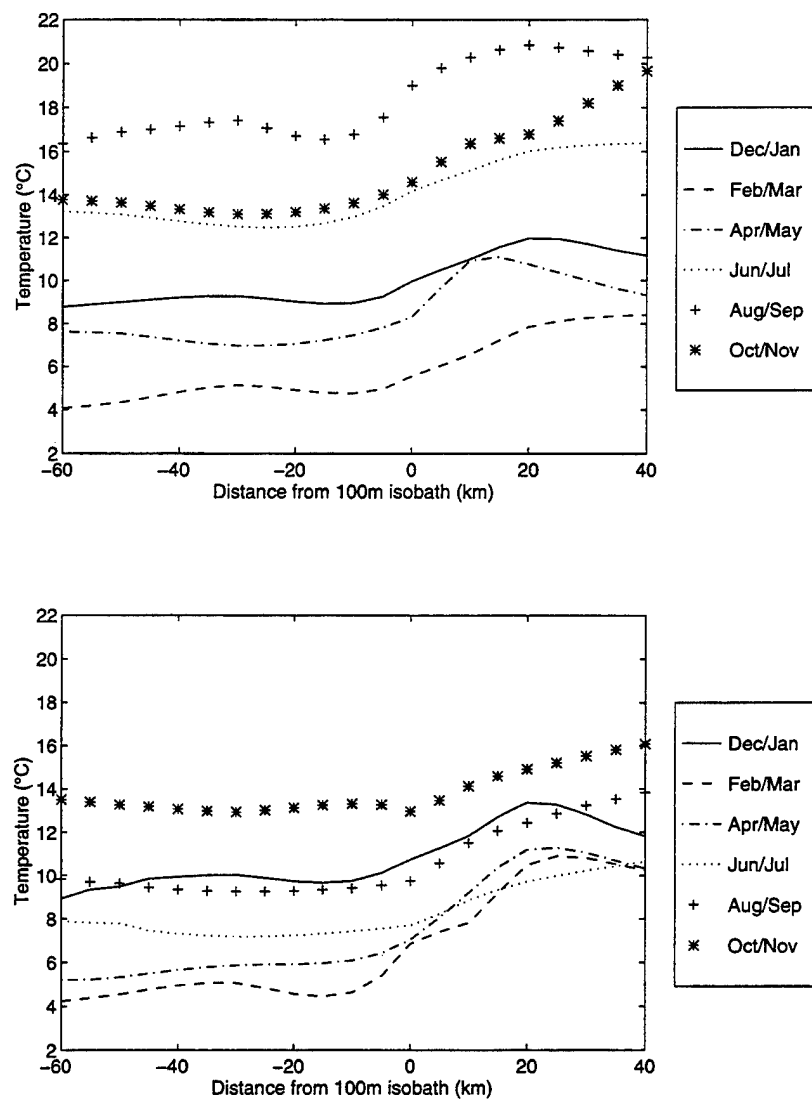 22
20
18
16
14
12
10
8
6
4
2
Temperature (°C)
−60
−40
−20
0
20
40
Distance from 100m isobath (km)
Dec/Jan
Feb/Mar
Apr/May
Jun/Jul
Aug/Sep
Oct/Nov
22
20
18
16
14
12
10
8
6
4
2
Temperature (°C)
−60
−40
−20
0
20
40
Distance from 100m isobath (km)
Dec/Jan
Feb/Mar
Apr/May
Jun/Jul
Aug/Sep
Oct/Nov